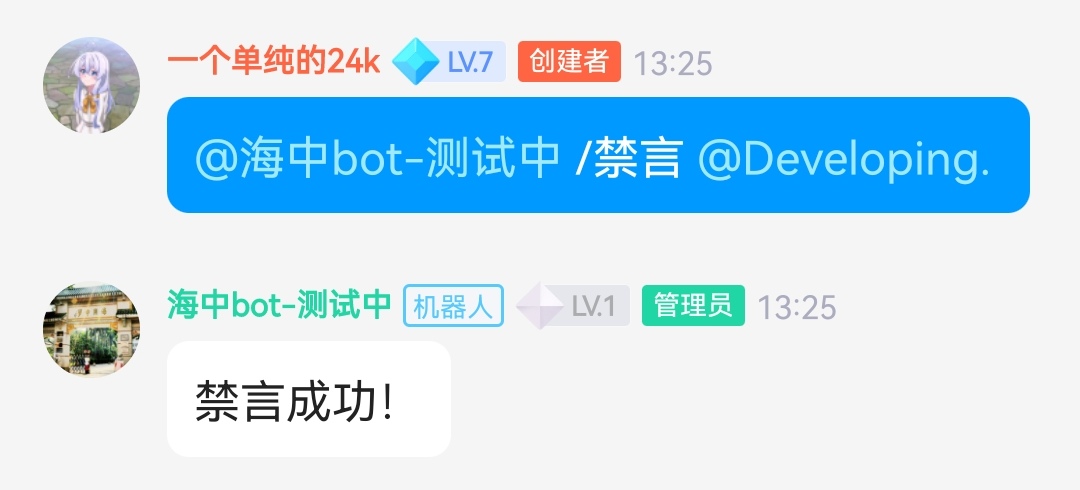 一个单纯的24k LV.7 创建者 13:25
@海中bot-测试中 /禁言 @Developing.
海中bot-测试中 机器人 LV.1 管理员 13:25
禁言成功!